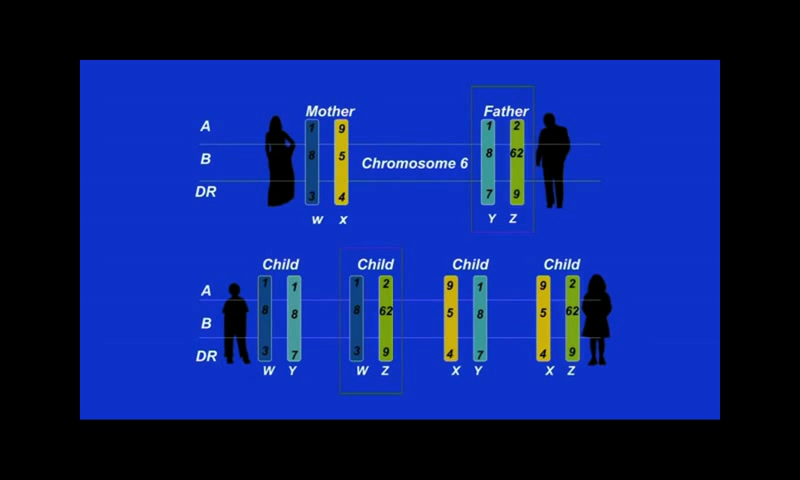 Mother Father
A 1 9 1 2
B 8 5 Chromosome 6 8 62
DR 3 4 7 9
W X Y Z
Child Child Child Child
A 1 1 1 2 9 1 9 2
B 8 8 8 62 5 8 5 62
DR 3 7 3 9 4 7 4 9
W Y W Z X Y X Z